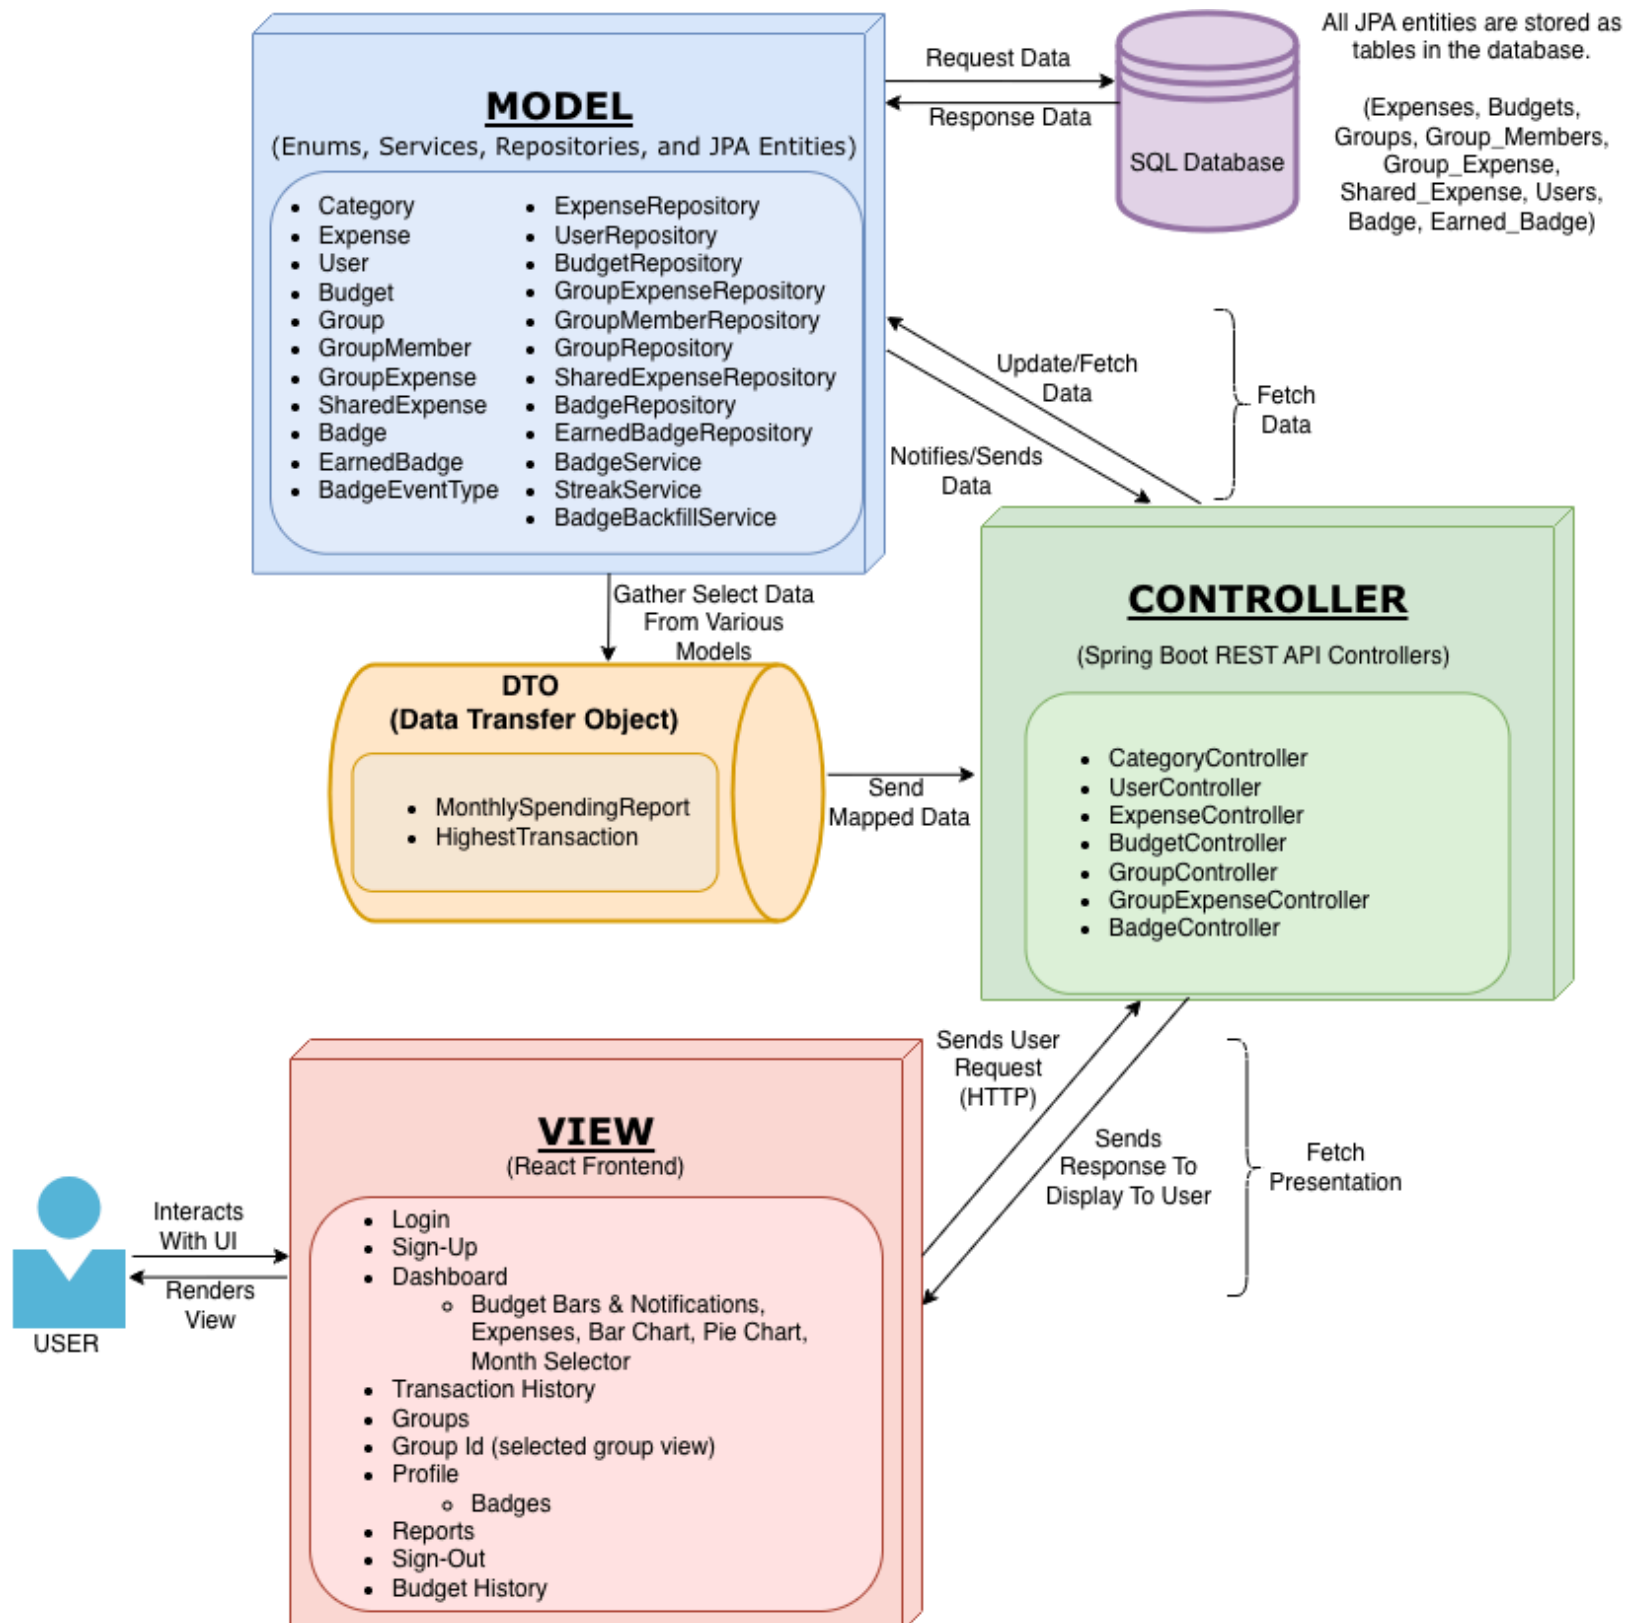 MODEL
(Enums, Services, Repositories, and JPA Entities)
Category
Expense
User
Budget
Group
GroupMember
GroupExpense
SharedExpense
Badge
EarnedBadge
BadgeEventType
ExpenseRepository
UserRepository
BudgetRepository
GroupExpenseRepository
GroupMemberRepository
GroupRepository
SharedExpenseRepository
BadgeRepository
EarnedBadgeRepository
BadgeService
StreakService
BadgeBackfillService
Request Data
Response Data
SQL Database
All JPA entities are stored as
tables in the database.
(Expenses, Budgets,
Groups, Group_Members,
Group_Expense,
Shared_Expense, Users,
Badge, Earned_Badge)
Update/Fetch
Data
Notifies/Sends
Data
Fetch
Data
Gather Select Data
From Various
Models
DTO
(Data Transfer Object)
MonthlySpendingReport
HighestTransaction
Send
Mapped Data
CONTROLLER
(Spring Boot REST API Controllers)
CategoryController
UserController
ExpenseController
BudgetController
GroupController
GroupExpenseController
BadgeController
Sends User
Request
(HTTP)
Sends
Response To
Display To User
Fetch
Presentation
VIEW
(React Frontend)
Login
Sign-Up
Dashboard
Budget Bars & Notifications,
Expenses, Bar Chart, Pie Chart,
Month Selector
Transaction History
Groups
Group Id (selected group view)
Profile
Badges
Reports
Sign-Out
Budget History
Interacts
With UI
Renders
View
USER